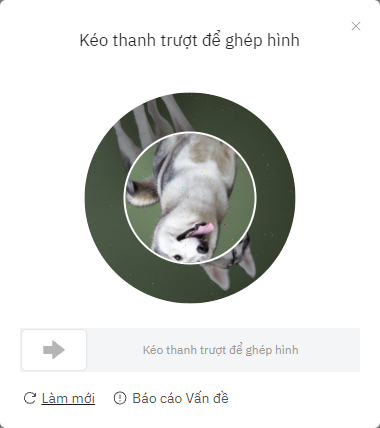 Kéo thanh trượt để ghép hình
Kéo thanh trượt để ghép hình
Làm mới Báo cáo Vấn đề